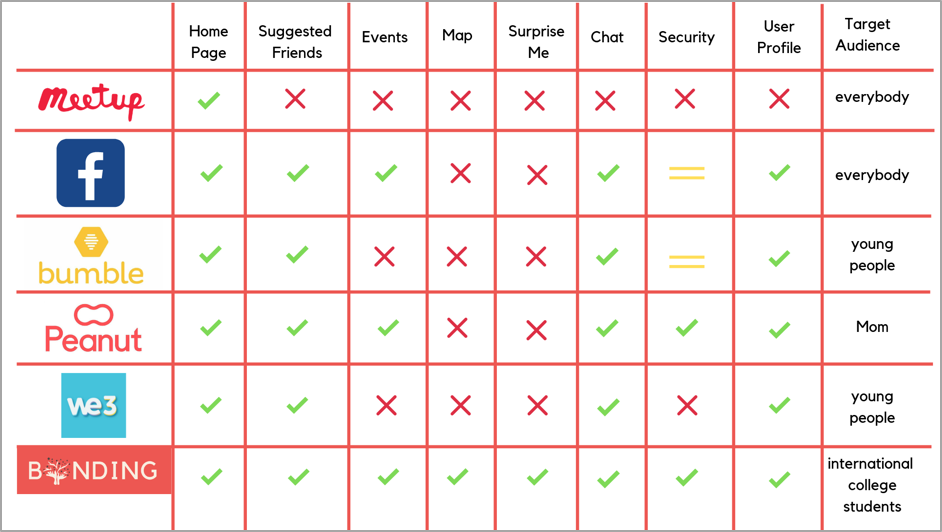 Home
Page
Suggested
Friends
Events
Map
Surprise
Me
Chat
Security
User
Profile
Target
Audience
meetup
everybody
f
everybody
bumble
young
people
Peanut
Mom
we3
young
people
BONDING
international
college
students